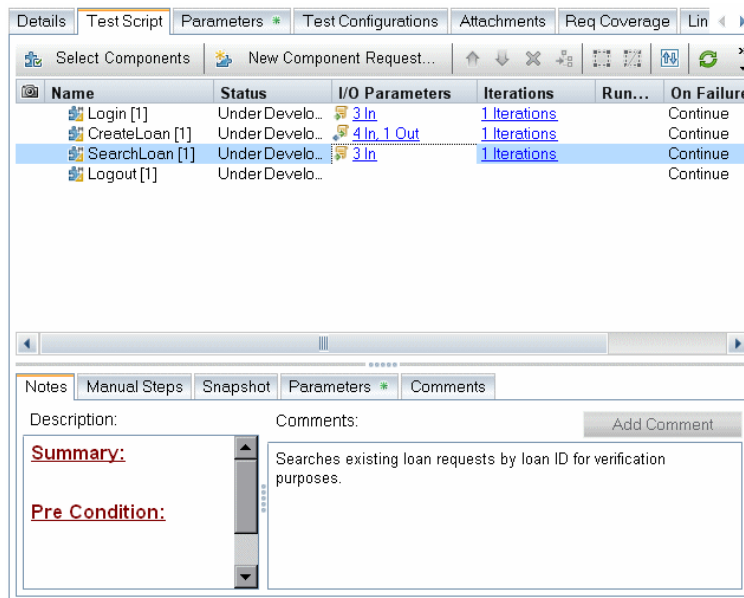 Details Test Script Parameters * Test Configurations Attachments Req Coverage Lin
Select Components New Component Request...
Name Status I/O Parameters Iterations Run... On Failure
Login [1] Under Develo... 3 In 1 Iterations Continue
CreateLoan [1] Under Develo... 4 In, 1 Out 1 Iterations Continue
SearchLoan [1] Under Develo... 3 In 1 Iterations Continue
Logout [1] Under Develo... Continue
Notes Manual Steps Snapshot Parameters * Comments
Description: Comments: Add Comment
Summary:
Searches existing loan requests by loan ID for verification
purposes.
Pre Condition: